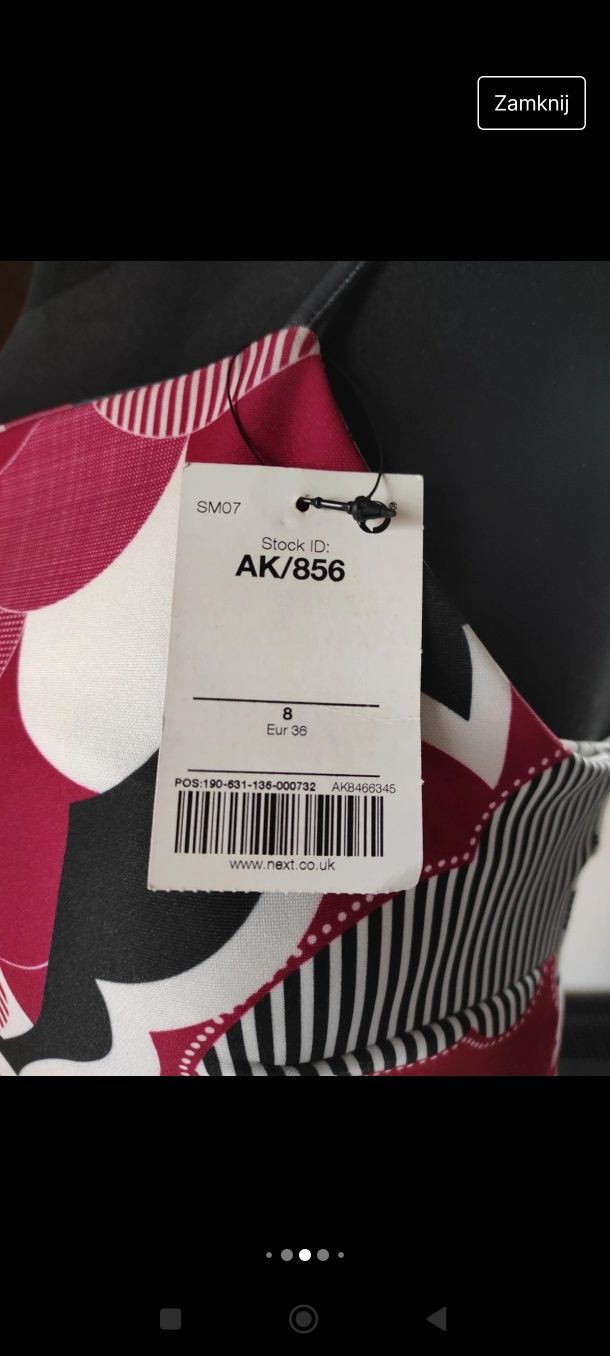 Zamknij
SM07
Stock ID:
AK/856
8
Eur 36
POS:190-631-136-000732 AK8466345
www.next.co.uk